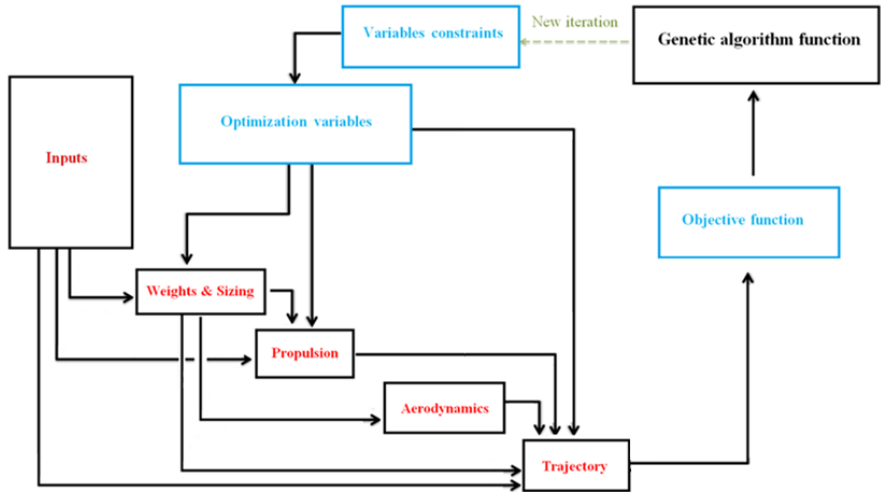 New iteration
Variables constraints
Genetic algorithm function
Optimization variables
Inputs
Objective function
Weights & Sizing
Propulsion
Aerodynamics
Trajectory